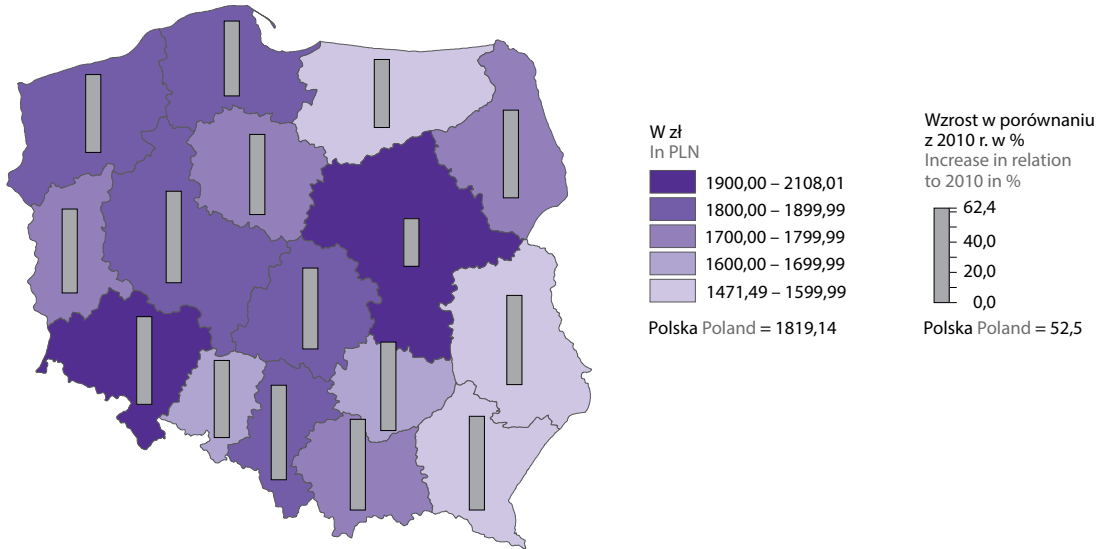 W zł
In PLN
1900,00 – 2108,01
1800,00 – 1899,99
1700,00 – 1799,99
1600,00 – 1699,99
1471,49 – 1599,99
Polska Poland = 1819,14
Wzrost w porównaniu
z 2010 r. w %
Increase in relation
to 2010 in %
62,4
40,0
20,0
0,0
Polska Poland = 52,5